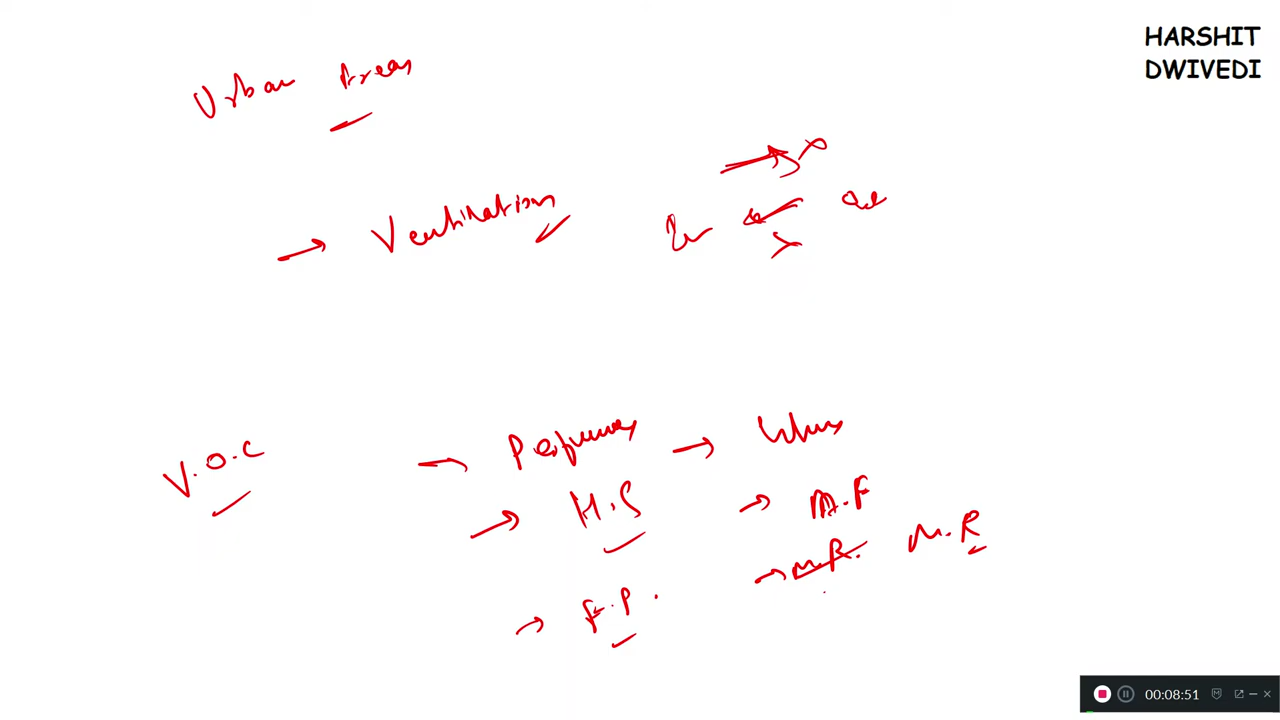 HARSHIT
DWIVEDI
Urban Areas
→ Ventilation
V.O.C
Perfumes →
→ H.S → M.F
→ F.P. → M.R. M.R
00:08:51